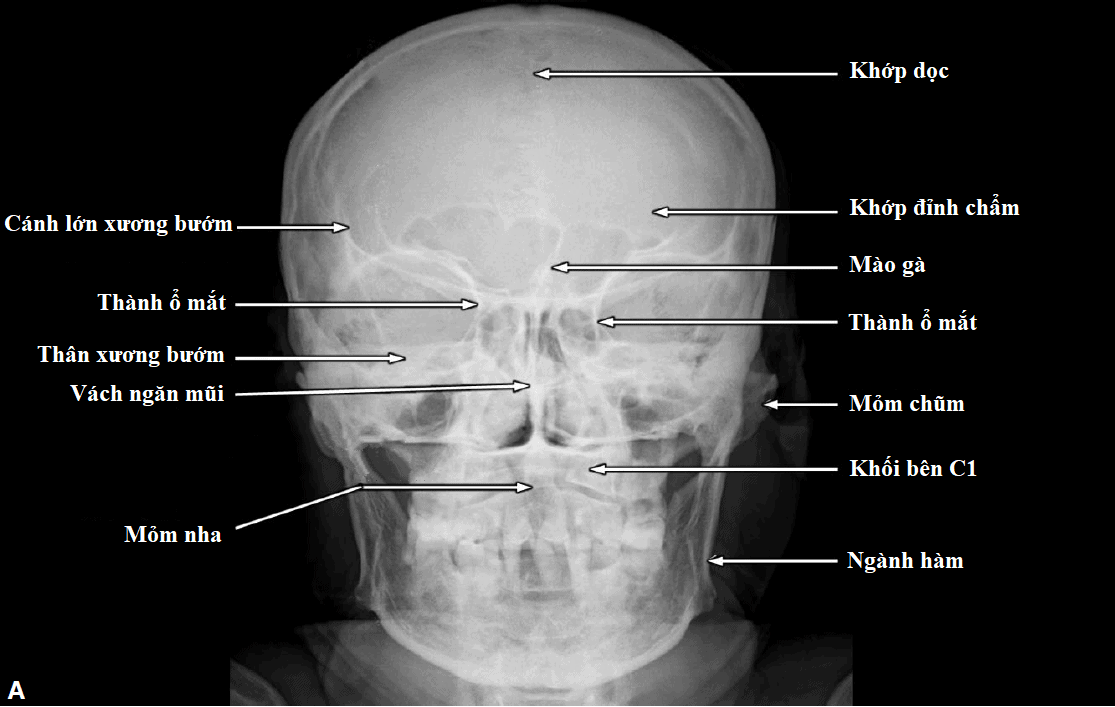 Khớp dọc
Cánh lớn xương bướm
Khớp đỉnh chẩm
Mào gà
Thành ổ mắt
Thành ổ mắt
Thân xương bướm
Vách ngăn mũi
Mỏm chũm
Khối bên C1
Mỏm nha
Ngành hàm
A